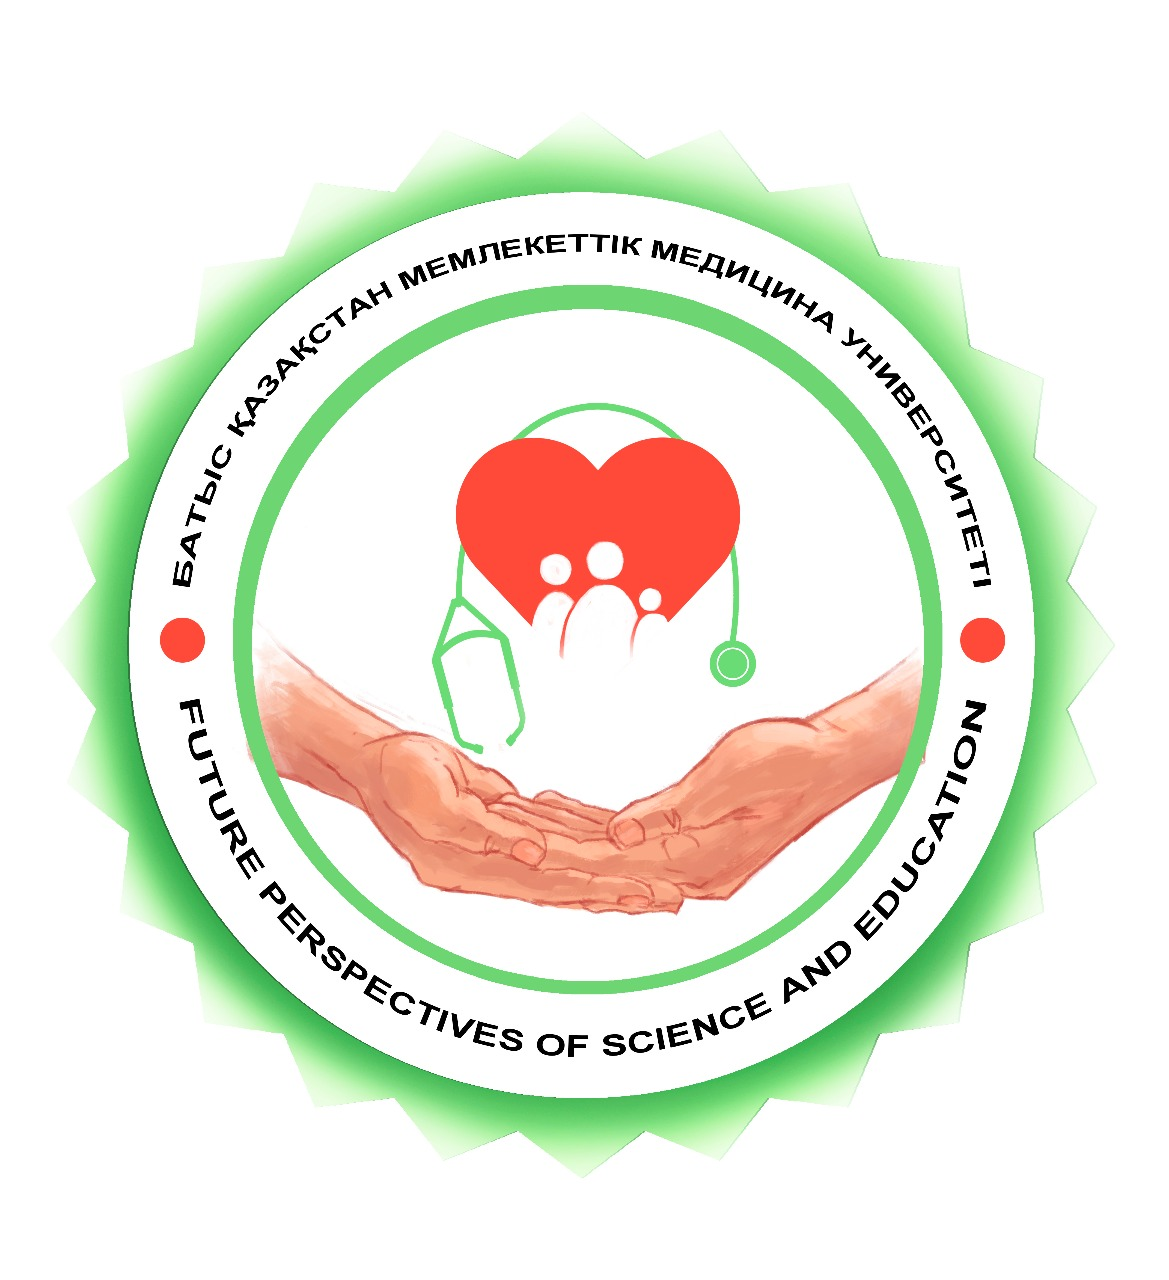 БАТЫС ҚАЗАҚСТАН МЕМЛЕКЕТТІК МЕДИЦИНА УНИВЕРСИТЕТІ
FUTURE PERSPECTIVES OF SCIENCE AND EDUCATION